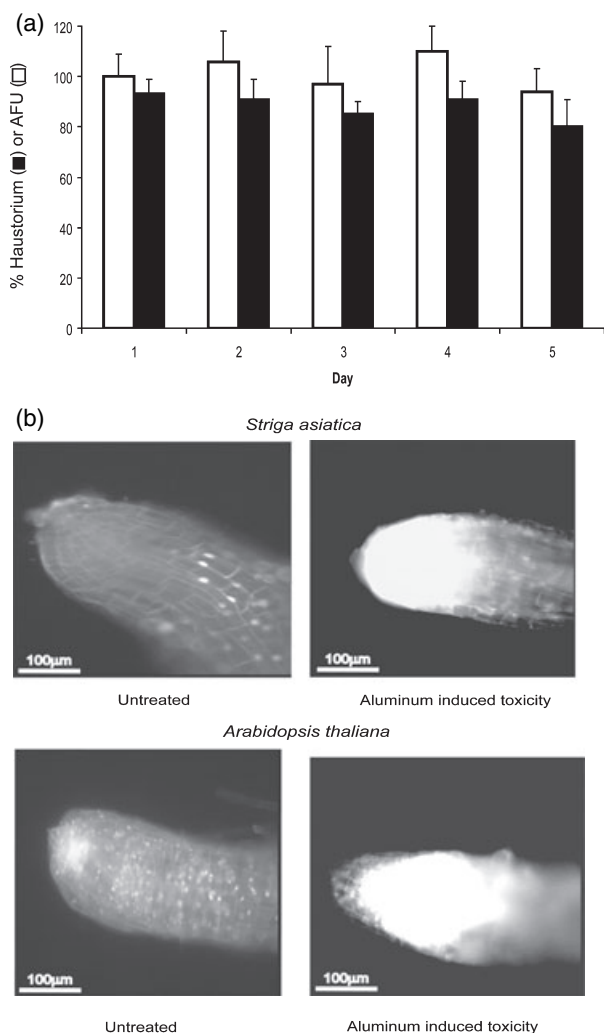 (a)
% Haustorium (■) or AFU (□)
120
100
80
60
40
20
0
1 2 3 4 5
Day
(b)
Striga asiatica
100μm 100μm
Untreated Aluminum induced toxicity
Arabidopsis thaliana
100μm 100μm
Untreated Aluminum induced toxicity